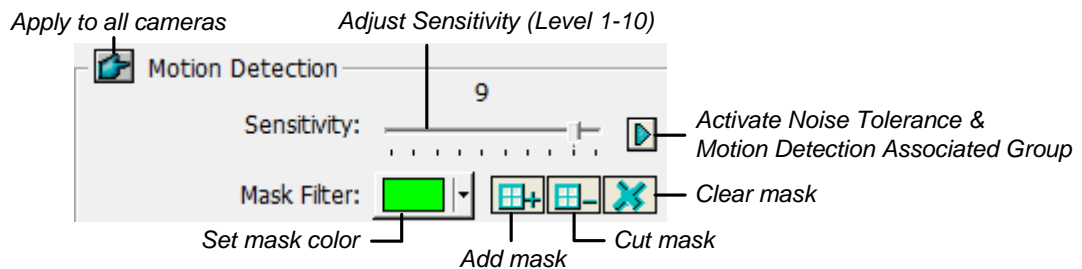 Apply to all cameras
Adjust Sensitivity (Level 1-10)
Motion Detection
9
Sensitivity:
Activate Noise Tolerance &
Motion Detection Associated Group
Mask Filter:
Clear mask
Set mask color
Cut mask
Add mask